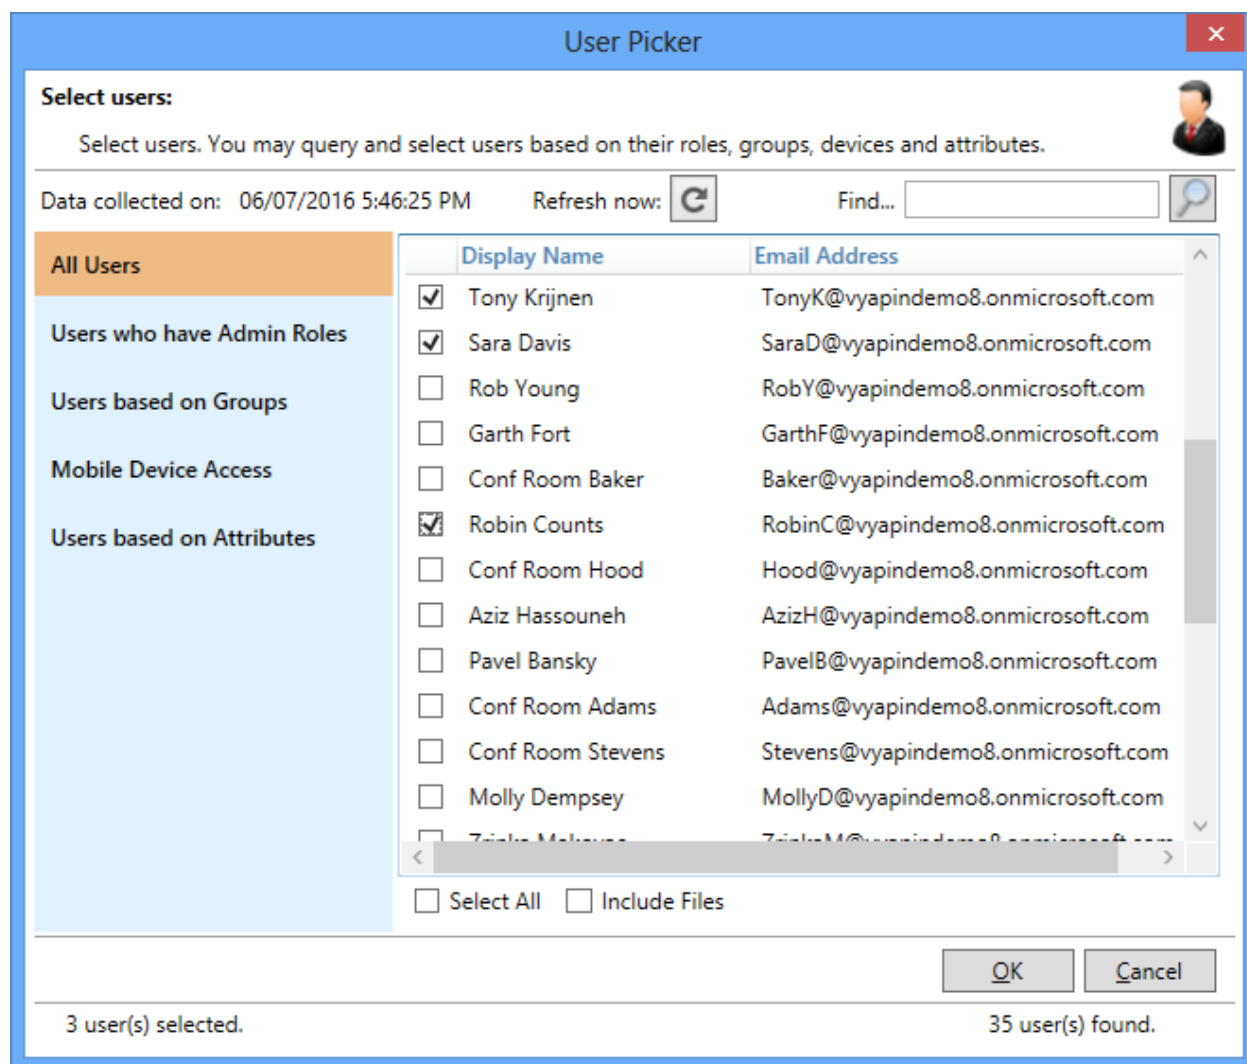 User Picker
Select users:
Select users. You may query and select users based on their roles, groups, devices and attributes.
Data collected on: 06/07/2016 5:46:25 PM Refresh now: Find...
All Users
Users who have Admin Roles
Users based on Groups
Mobile Device Access
Users based on Attributes
Display Name Email Address
Tony Krijnen TonyK@vyapindemo8.onmicrosoft.com
Sara Davis SaraD@vyapindemo8.onmicrosoft.com
Rob Young RobY@vyapindemo8.onmicrosoft.com
Garth Fort GarthF@vyapindemo8.onmicrosoft.com
Conf Room Baker Baker@vyapindemo8.onmicrosoft.com
Robin Counts RobinC@vyapindemo8.onmicrosoft.com
Conf Room Hood Hood@vyapindemo8.onmicrosoft.com
Aziz Hassouneh AzizH@vyapindemo8.onmicrosoft.com
Pavel Bansky PavelB@vyapindemo8.onmicrosoft.com
Conf Room Adams Adams@vyapindemo8.onmicrosoft.com
Conf Room Stevens Stevens@vyapindemo8.onmicrosoft.com
Molly Dempsey MollyD@vyapindemo8.onmicrosoft.com
Select All Include Files
OK Cancel
3 user(s) selected. 35 user(s) found.